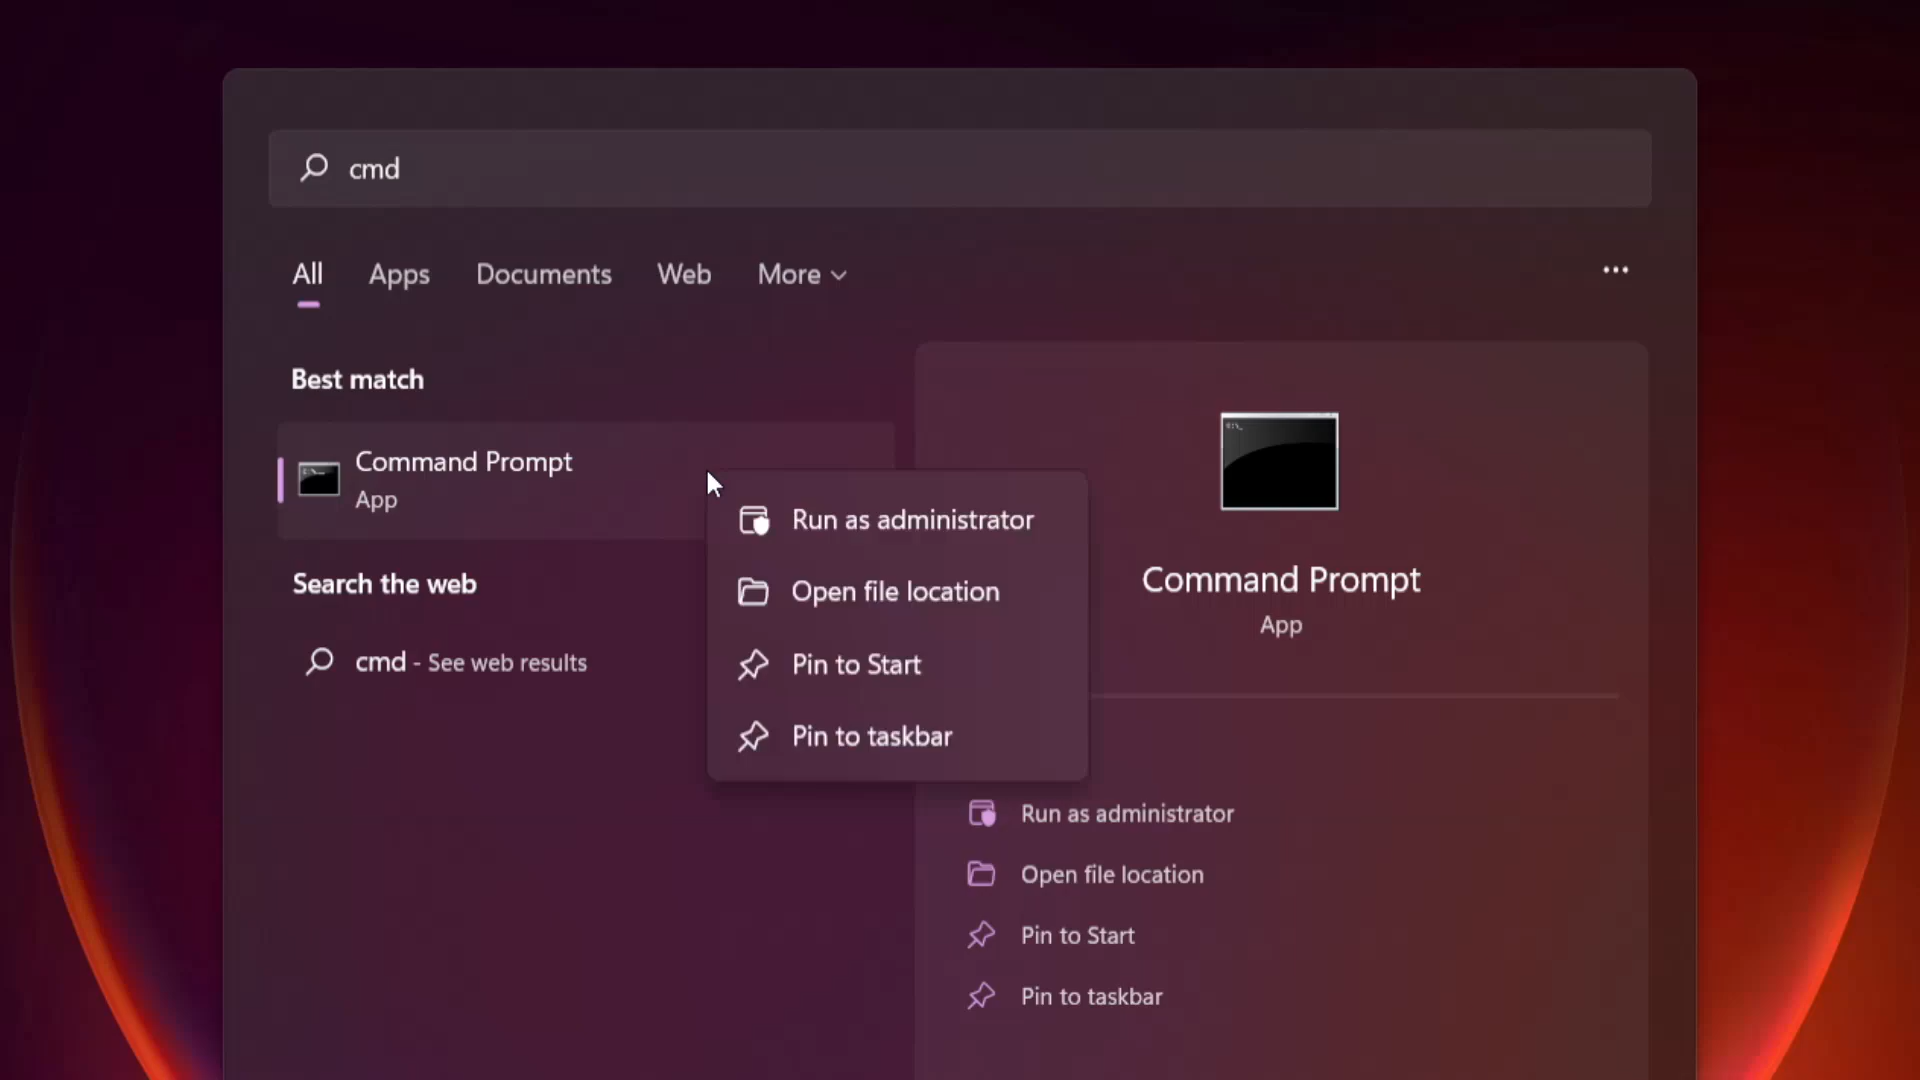 cmd
All Apps Documents Web More
Best match
Command Prompt
App
Search the web
cmd - See web results
Run as administrator
Open file location
Pin to Start
Pin to taskbar
Command Prompt
App
Run as administrator
Open file location
Pin to Start
Pin to taskbar